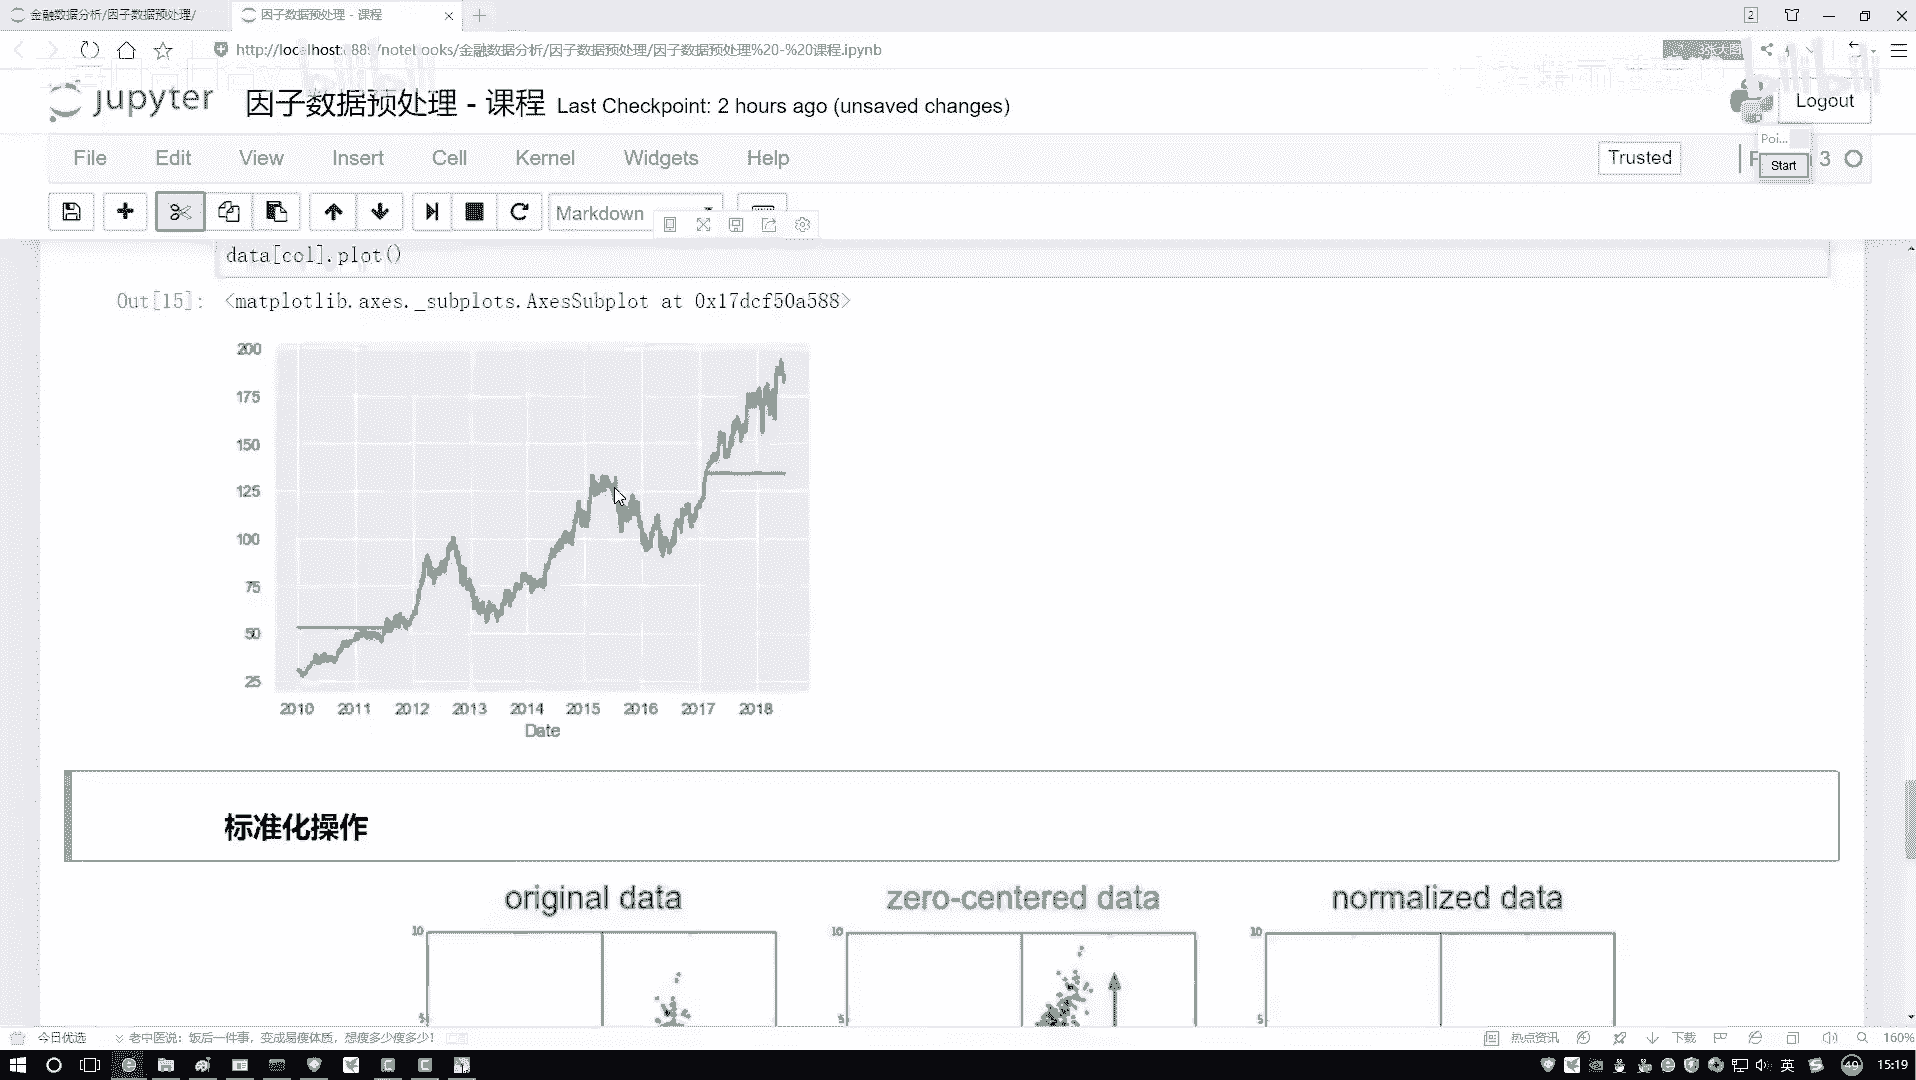 金融数据分析/因子数据预处理/
因子数据预处理 - 课程
2
http://localhost:888/notebooks/金融数据分析/因子数据预处理/因子数据预处理%20-%20课程.ipynb
jupyter
因子数据预处理 - 课程
Last Checkpoint: 2 hours ago (unsaved changes)
Logout
File Edit View Insert Cell Kernel Widgets Help
Trusted
Poi...
Start
3
Markdown
data[col].plot()
Out[15]: <matplotlib.axes._subplots.AxesSubplot at 0x17dcf50a588>
200
175
150
125
100
75
50
25
2010 2011 2012 2013 2014 2015 2016 2017 2018
Date
标准化操作
original data zero-centered data normalized data
10 10 10
5 5 5
今日优选 老中医说:饭后一件事,变成易瘦体质,想瘦多少瘦多少!
热点资讯 下载 160%
英 49 15:19
bilibili